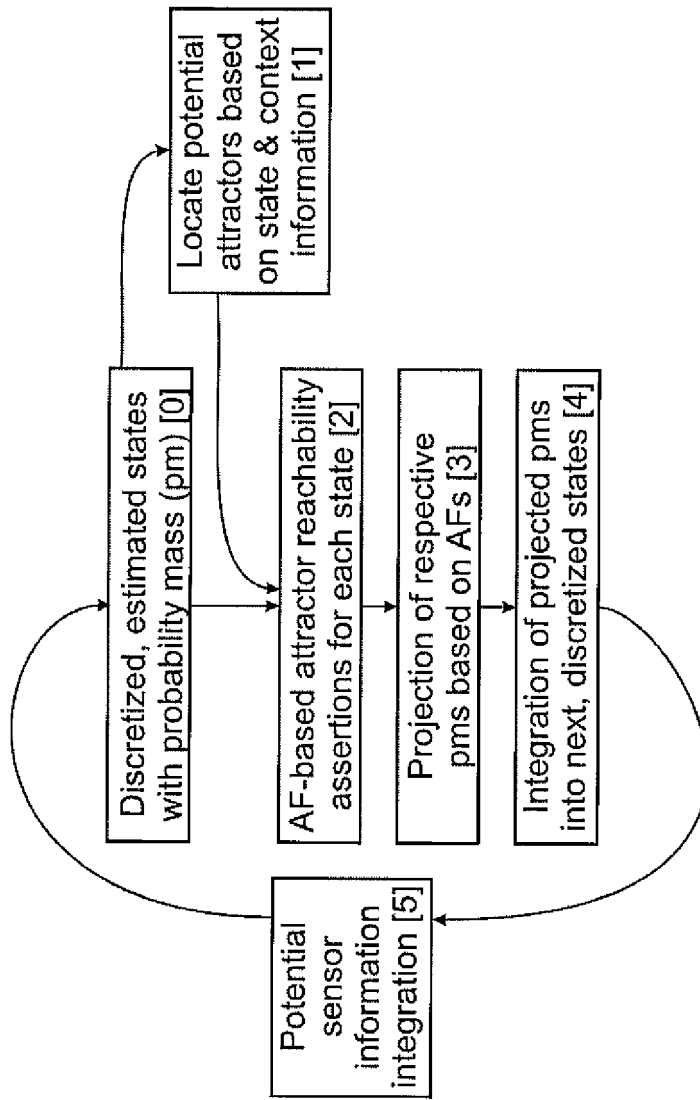 Discretized, estimated states
with probability mass (pm) [0]
Locate potential
attractors based
on state & context
information [1]
AF-based attractor reachability
assertions for each state [2]
Projection of respective
pms based on AFs [3]
Integration of projected pms
into next, discretized states [4]
Potential
sensor
information
integration [5]